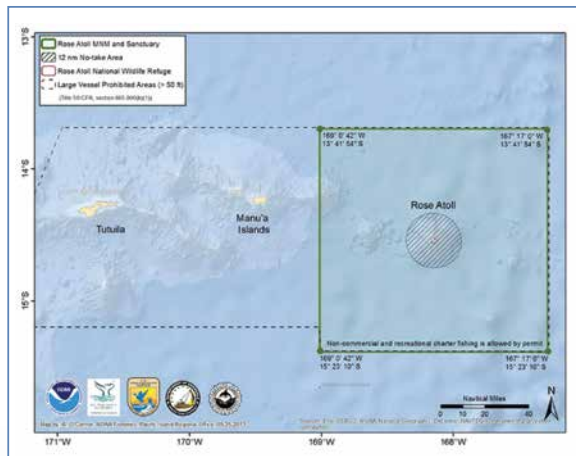 Rose Atoll MNM and Sanctuary
12 nm No-take Area
Rose Atoll National Wildlife Refuge
Large Vessel Prohibited Areas (> 50 ft)
13°S
14°S
15°S
169° 0' 42" W
13° 41' 54" S
167° 17' 0" W
13° 41' 54" S
Rose Atoll
Tutuila
Manu'a
Islands
Non-commercial and recreational charter fishing is allowed by permit
169° 0' 42" W
15° 23' 10" S
167° 17' 0" W
15° 23' 10" S
Nautical Miles
0 10 20 40
N
171°W
170°W
169°W
168°W